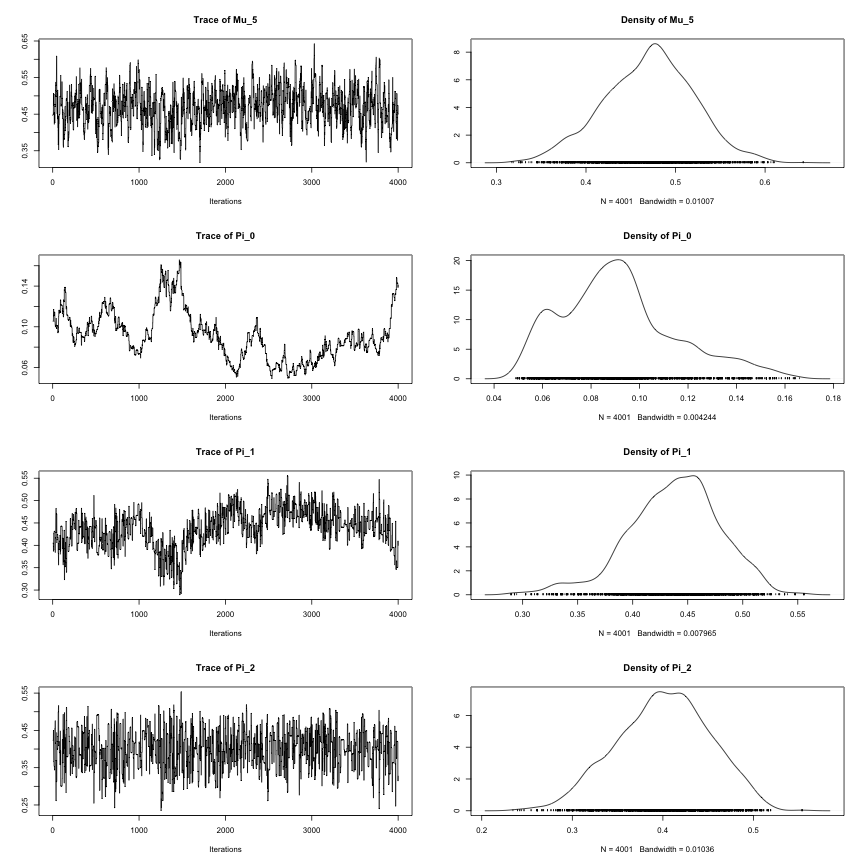 Trace of Mu_5
Density of Mu_5
0.35 0.45 0.55 0.65
0 1000 2000 3000 4000
Iterations
0 2 4 6 8
0.3 0.4 0.5 0.6
N = 4001 Bandwidth = 0.01007
Trace of Pi_0
Density of Pi_0
0.06 0.10 0.14
0 1000 2000 3000 4000
Iterations
0 5 10 15 20
0.04 0.06 0.08 0.10 0.12 0.14 0.16 0.18
N = 4001 Bandwidth = 0.004244
Trace of Pi_1
Density of Pi_1
0.30 0.35 0.40 0.45 0.50 0.55
0 1000 2000 3000 4000
Iterations
0 2 4 6 8 10
0.30 0.35 0.40 0.45 0.50 0.55
N = 4001 Bandwidth = 0.007965
Trace of Pi_2
Density of Pi_2
0.25 0.35 0.45 0.55
0 1000 2000 3000 4000
Iterations
0 2 4 6
0.2 0.3 0.4 0.5
N = 4001 Bandwidth = 0.01036